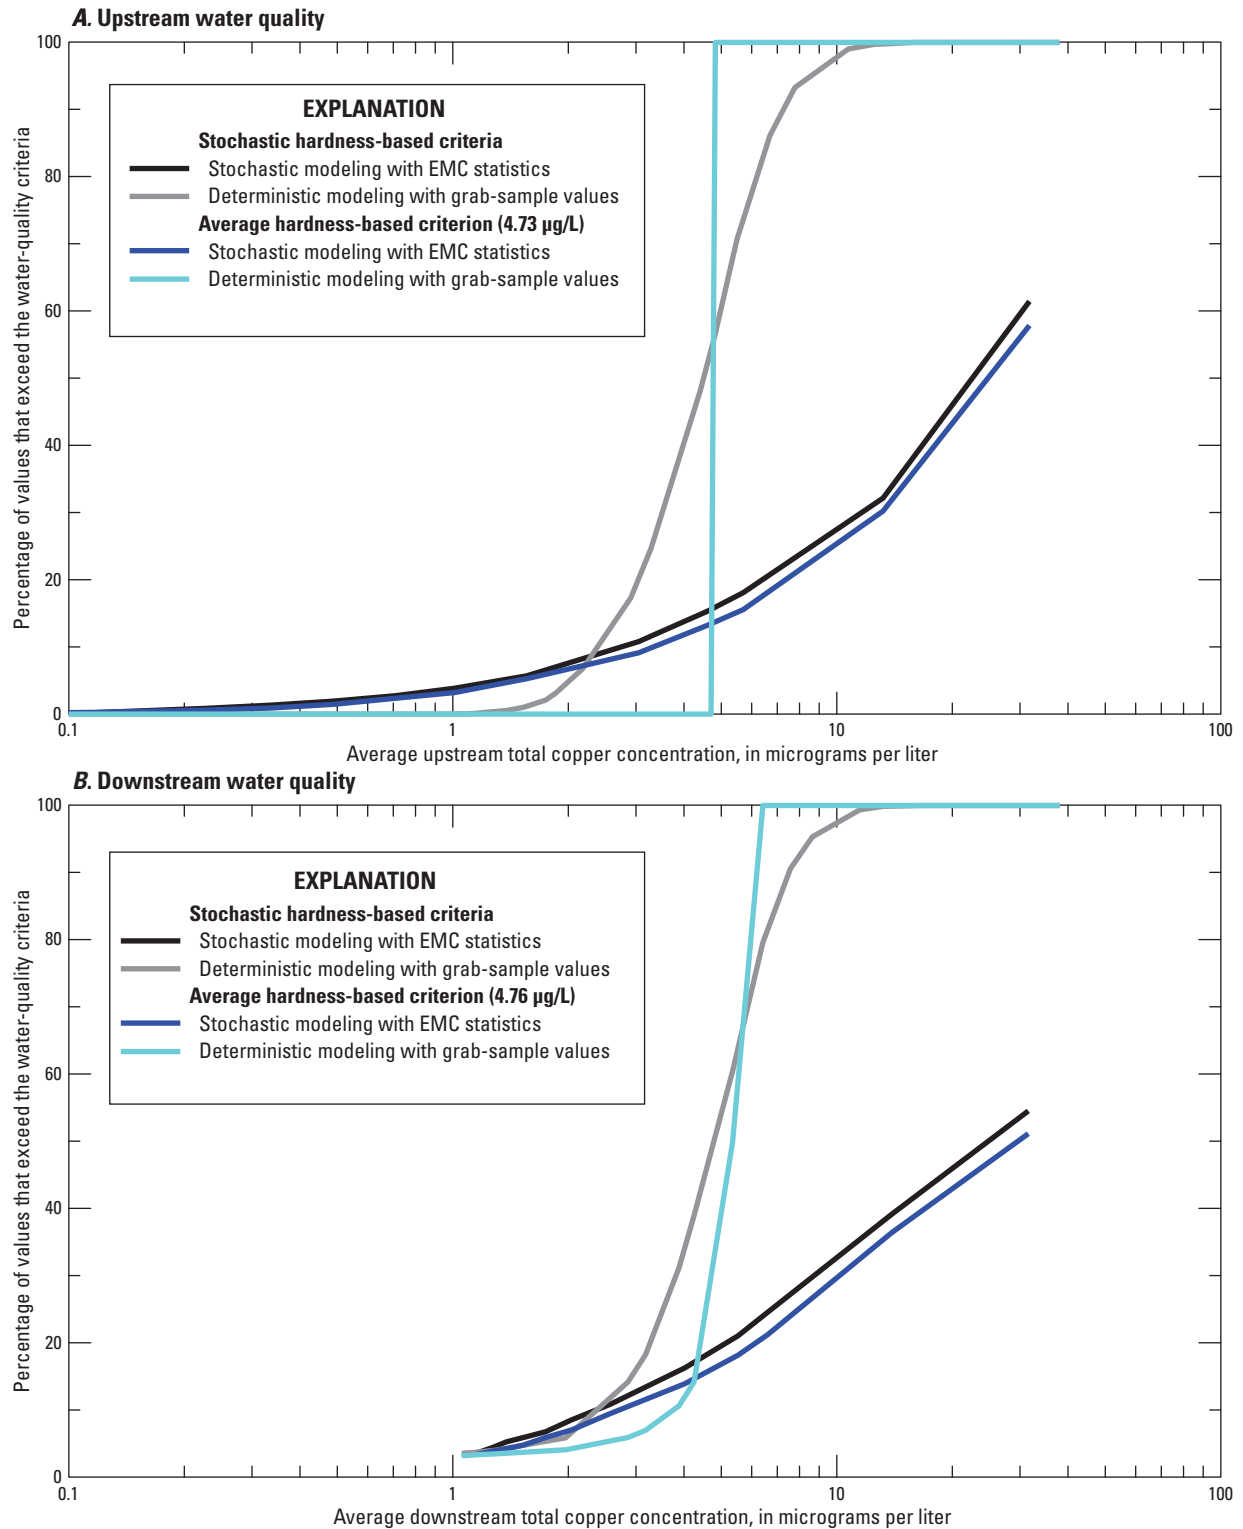 A. Upstream water quality
100
80
60
40
20
0
Percentage of values that exceed the water-quality criteria
EXPLANATION
Stochastic hardness-based criteria
Stochastic modeling with EMC statistics
Deterministic modeling with grab-sample values
Average hardness-based criterion (4.73 µg/L)
Stochastic modeling with EMC statistics
Deterministic modeling with grab-sample values
0.1 1 10 100
Average upstream total copper concentration, in micrograms per liter
B. Downstream water quality
100
80
60
40
20
0
Percentage of values that exceed the water-quality criteria
EXPLANATION
Stochastic hardness-based criteria
Stochastic modeling with EMC statistics
Deterministic modeling with grab-sample values
Average hardness-based criterion (4.76 µg/L)
Stochastic modeling with EMC statistics
Deterministic modeling with grab-sample values
0.1 1 10 100
Average downstream total copper concentration, in micrograms per liter